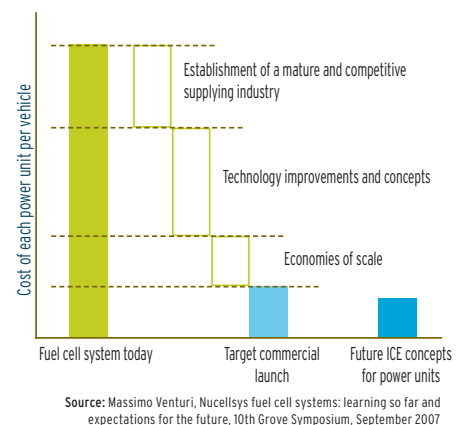 Cost of each power unit per vehicle
Establishment of a mature and competitive
supplying industry
Technology improvements and concepts
Economies of scale
Fuel cell system today
Target commercial
launch
Future ICE concepts
for power units
Source: Massimo Venturi, Nucellsys fuel cell systems: learning so far and
expectations for the future, 10th Grove Symposium, September 2007